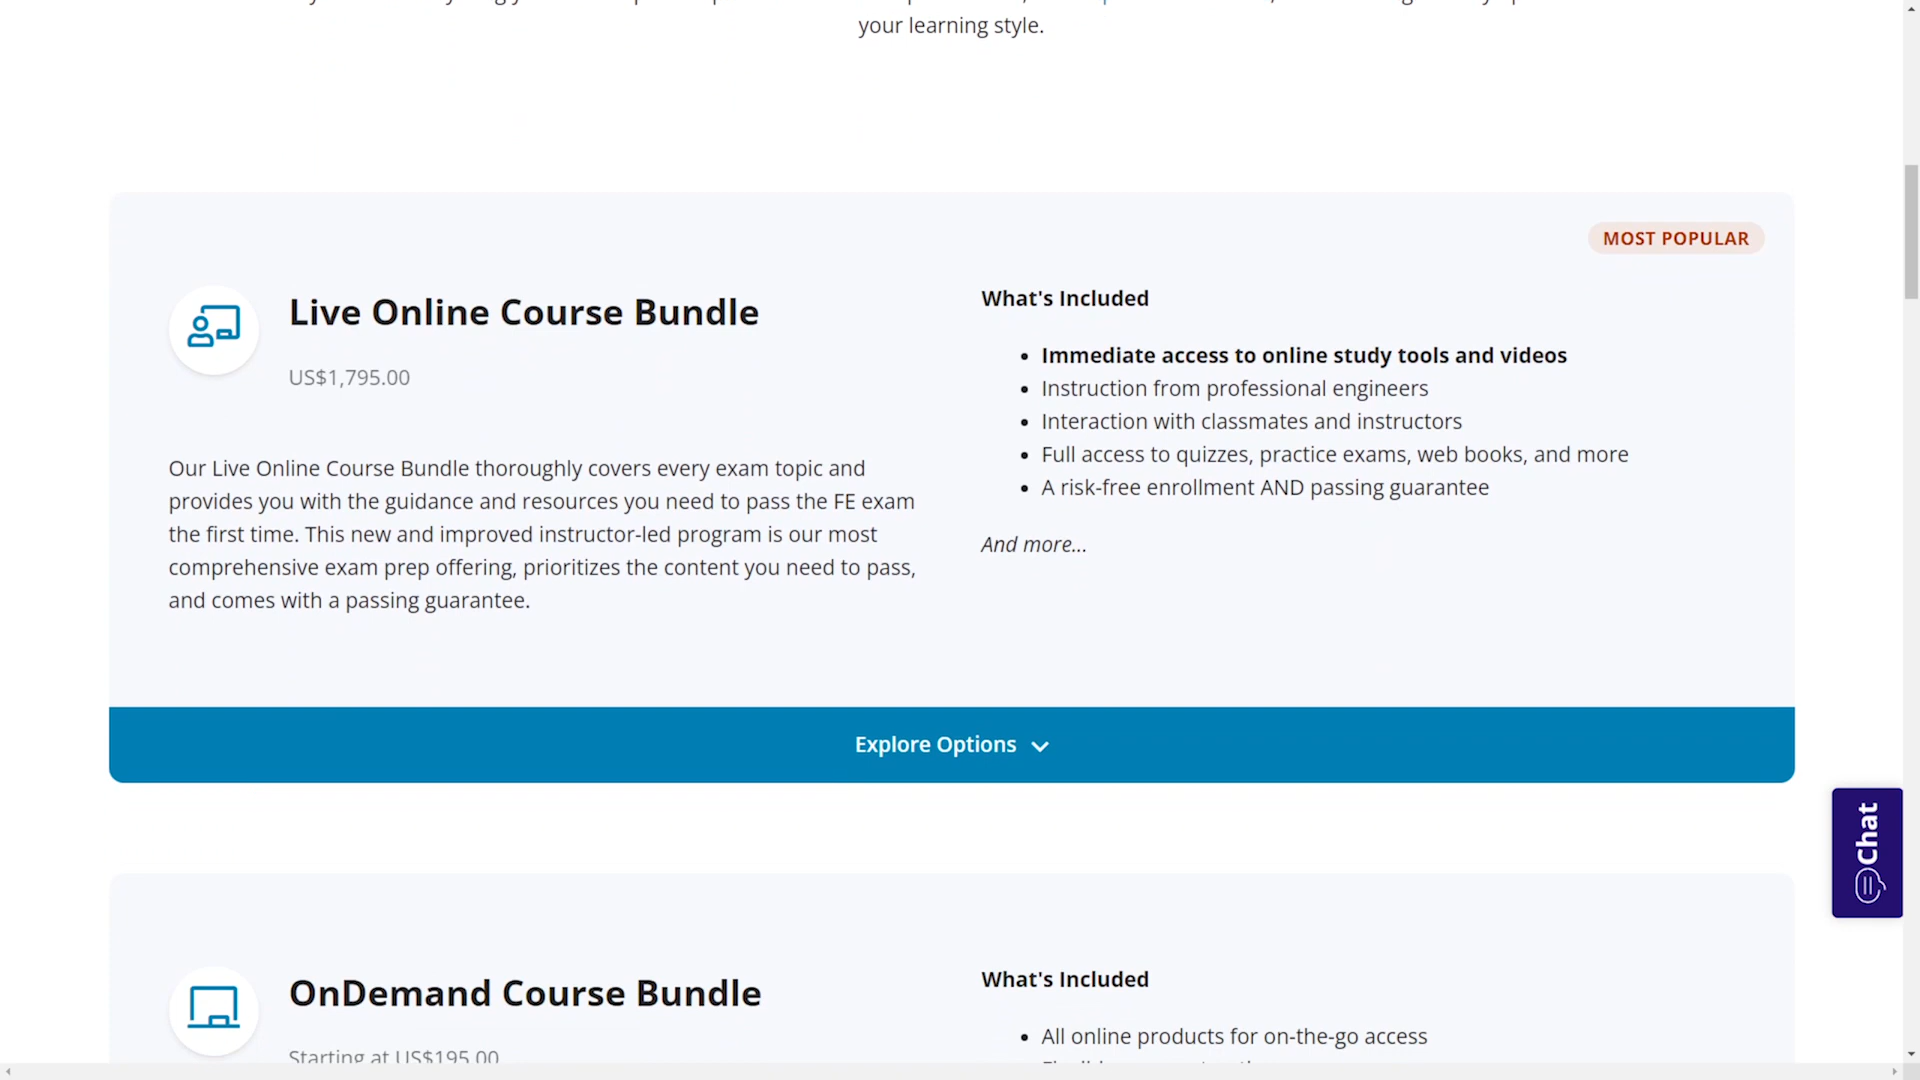 your learning style.
MOST POPULAR
Live Online Course Bundle
US$1,795.00
Our Live Online Course Bundle thoroughly covers every exam topic and
provides you with the guidance and resources you need to pass the FE exam
the first time. This new and improved instructor-led program is our most
comprehensive exam prep offering, prioritizes the content you need to pass,
and comes with a passing guarantee.
What's Included
Immediate access to online study tools and videos
Instruction from professional engineers
Interaction with classmates and instructors
Full access to quizzes, practice exams, web books, and more
A risk-free enrollment AND passing guarantee
And more...
Explore Options
Chat
OnDemand Course Bundle
Starting at US$195.00
What's Included
All online products for on-the-go access